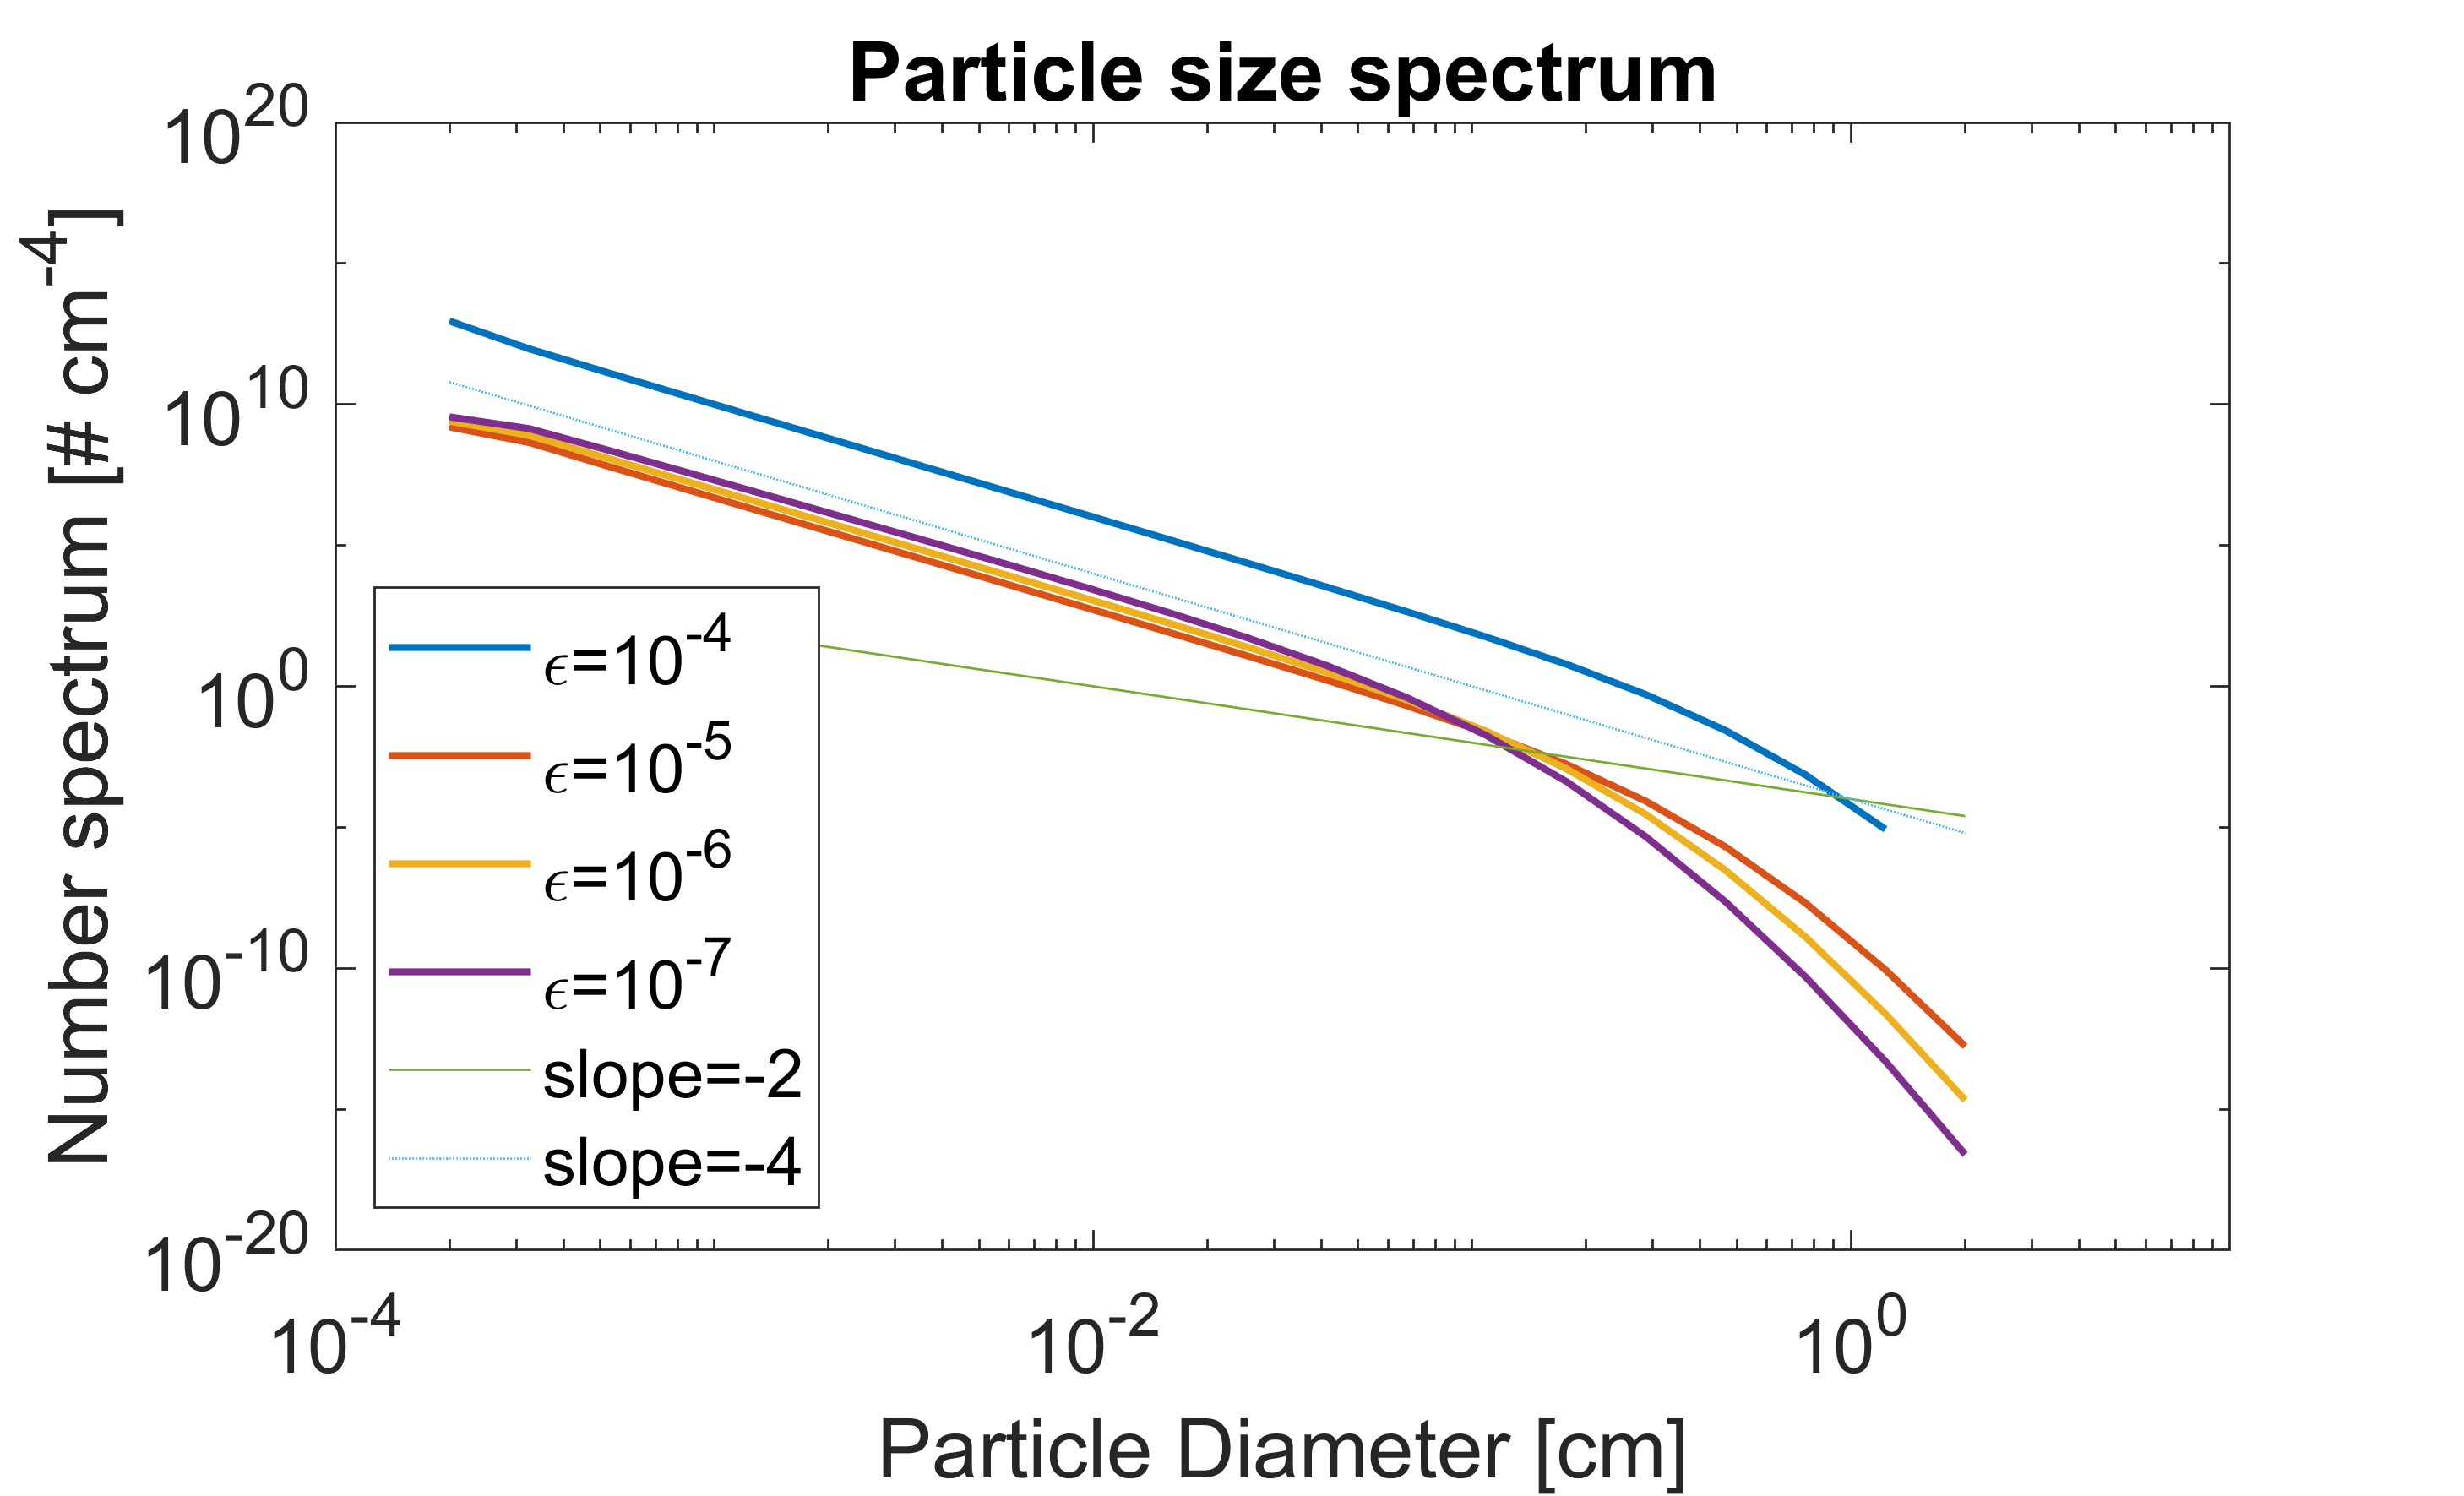 Particle size spectrum
Number spectrum [# cm-4]
10^20
10^10
10^0
10^-10
10^-20
ϵ=10^-4
ϵ=10^-5
ϵ=10^-6
ϵ=10^-7
slope=-2
slope=-4
10^-4
10^-2
10^0
Particle Diameter [cm]